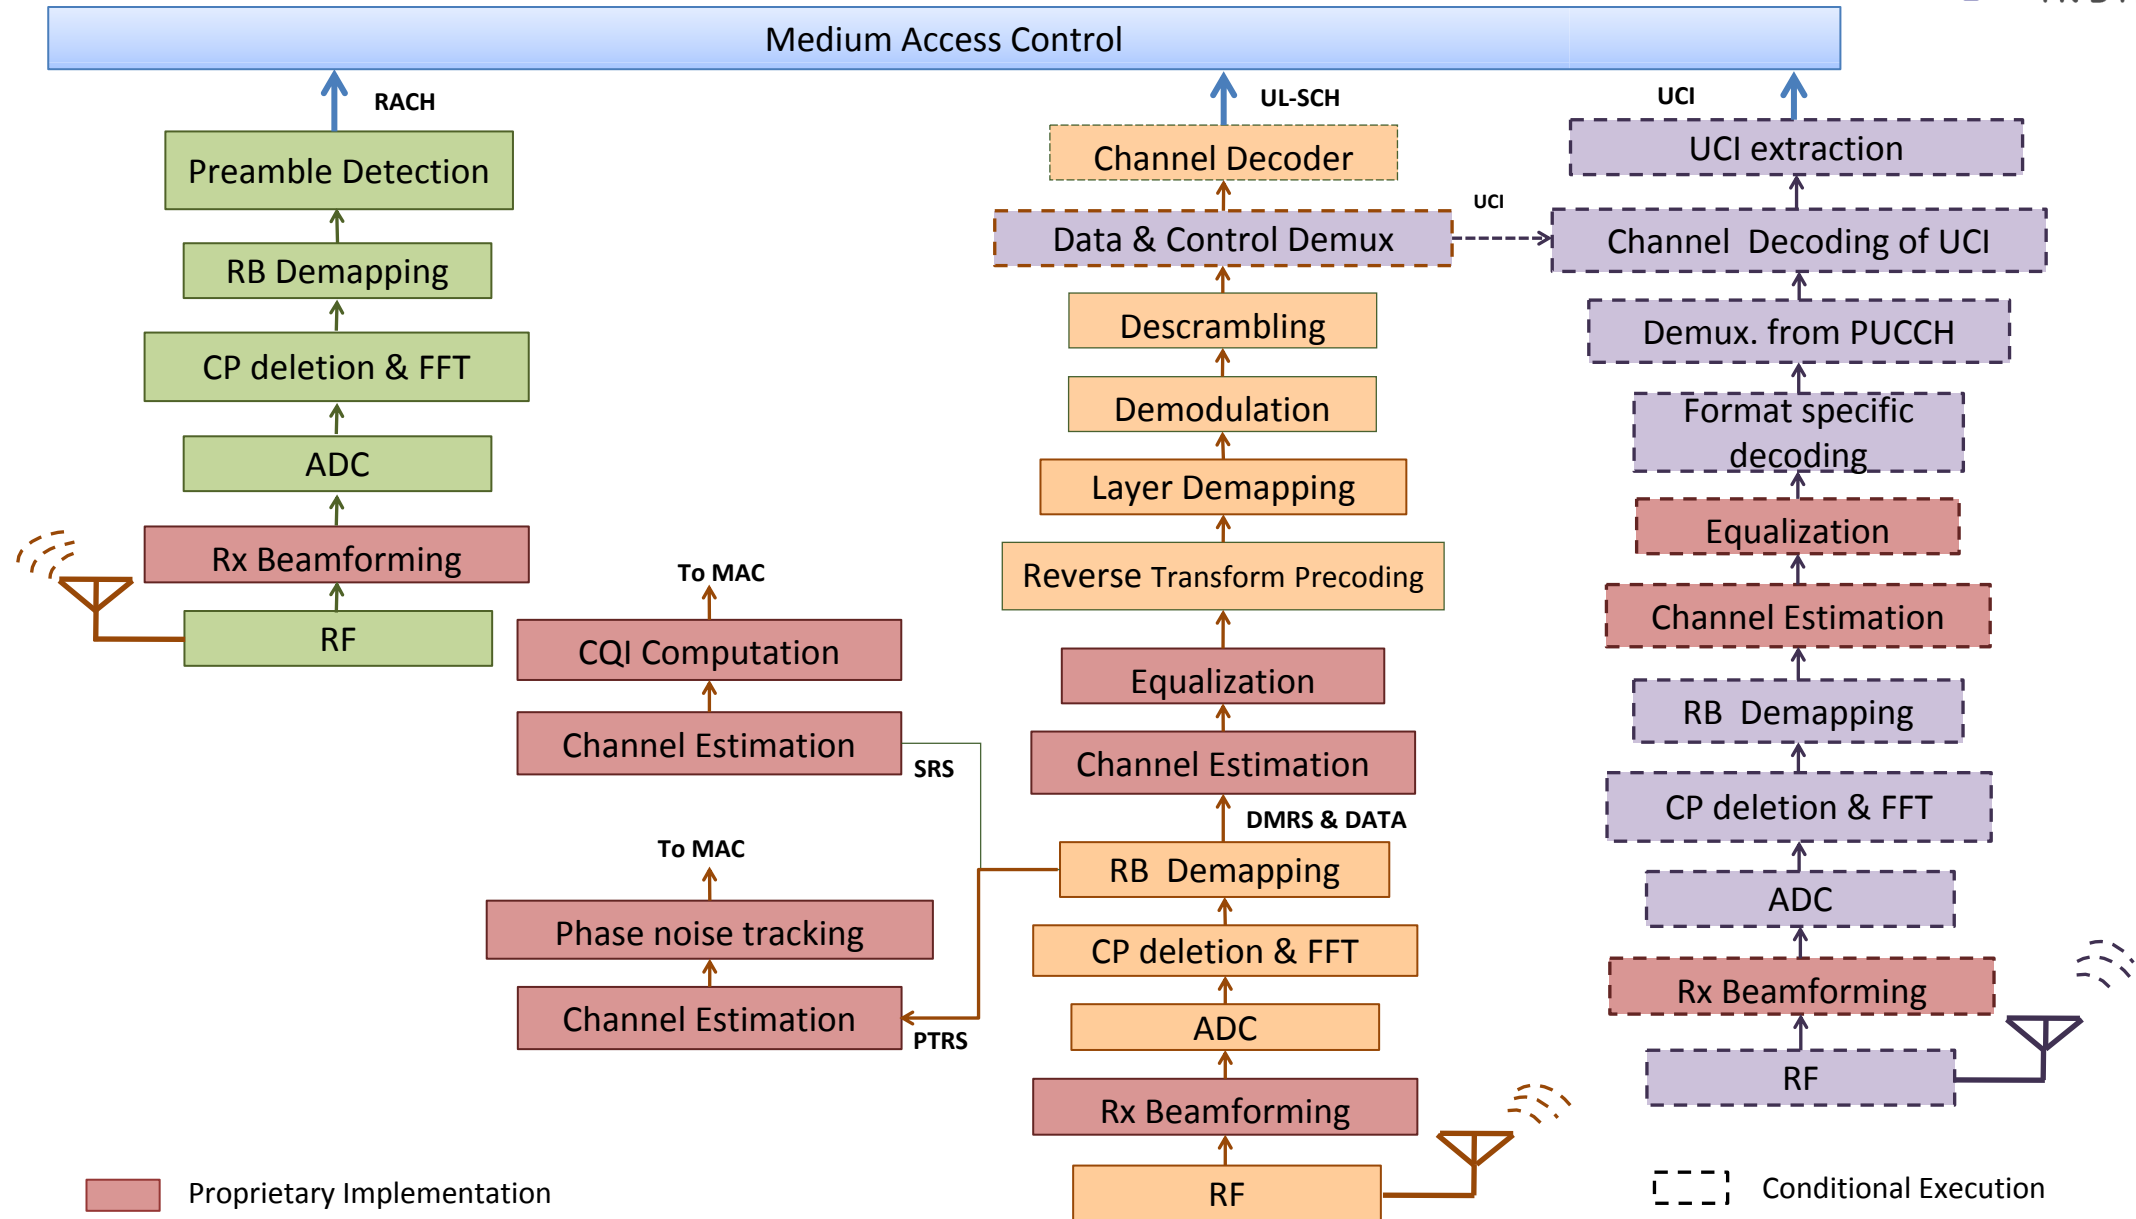 Medium Access Control
RACH
Preamble Detection
RB Demapping
CP deletion & FFT
ADC
Rx Beamforming
RF
To MAC
CQI Computation
Channel Estimation
SRS
To MAC
Phase noise tracking
Channel Estimation
PTRS
UL-SCH
Channel Decoder
Data & Control Demux
UCI
Descrambling
Demodulation
Layer Demapping
Reverse Transform Precoding
Equalization
Channel Estimation
DMRS & DATA
RB Demapping
CP deletion & FFT
ADC
Rx Beamforming
RF
UCI
UCI extraction
Channel Decoding of UCI
Demux. from PUCCH
Format specific
decoding
Equalization
Channel Estimation
RB Demapping
CP deletion & FFT
ADC
Rx Beamforming
RF
Proprietary Implementation
Conditional Execution